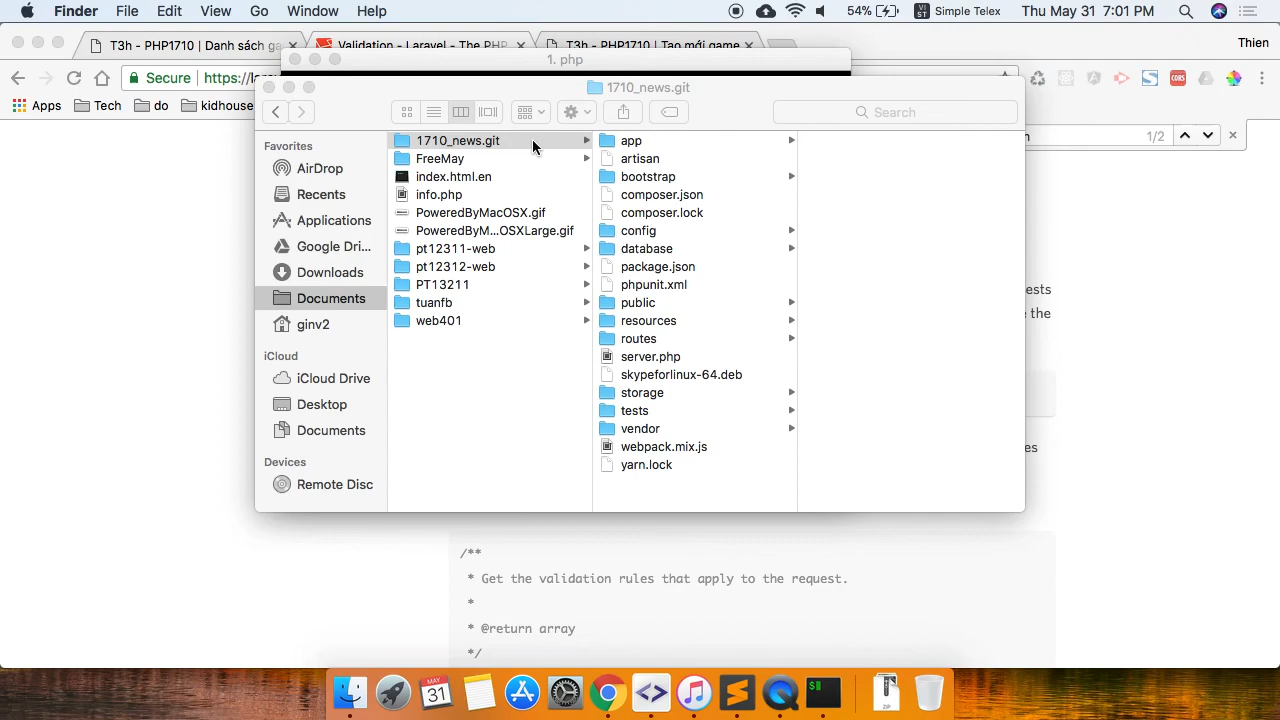 Finder File Edit View Go Window Help 54% VI ST Simple Telex Thu May 31 7:01 PM
T3h - PHP1710 | Danh sách ga
Validation - Laravel - The PHP
T3h - PHP1710 | Tạo mới game
Thien
1. php
Secure https://la
1710_news.git
Search
Apps Tech do kidhouse
1/2
Favorites
AirDrop
Recents
Applications
Google Dri...
Downloads
Documents
ginv2
iCloud
iCloud Drive
Desktop
Documents
Devices
Remote Disc
1710_news.git
FreeMay
index.html.en
info.php
PoweredByMacOSX.gif
PoweredByM...OSXLarge.gif
pt12311-web
pt12312-web
PT13211
tuanfb
web401
app
artisan
bootstrap
composer.json
composer.lock
config
database
package.json
phpunit.xml
public
resources
routes
server.php
skypeforlinux-64.deb
storage
tests
vendor
webpack.mix.js
yarn.lock
ests
e the
es
/**
* Get the validation rules that apply to the request.
*
* @return array
*/
MAY
31
ZIP